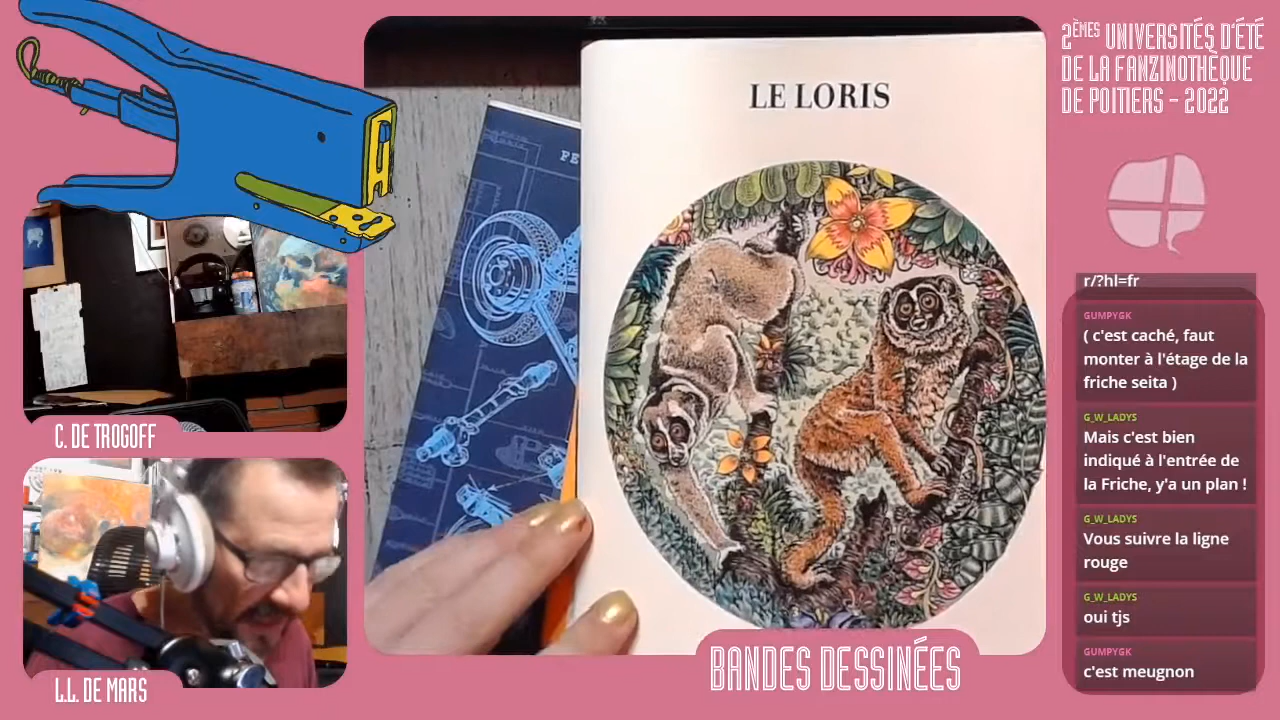 2ÈMES UNIVERSITÉS D'ÉTÉ
DE LA FANZINOTHÈQUE
DE POITIERS - 2022
LE LORIS
FE
r/?hl=fr
GUMPYGK
( c'est caché, faut
monter à l'étage de la
friche seita )
G_W_LADYS
Mais c'est bien
indiqué à l'entrée de
la Friche, y'a un plan !
G_W_LADYS
Vous suivre la ligne
rouge
G_W_LADYS
oui tjs
GUMPYGK
c'est meugnon
C. DE TROGOFF
L.L. DE MARS
BANDES DESSINÉES